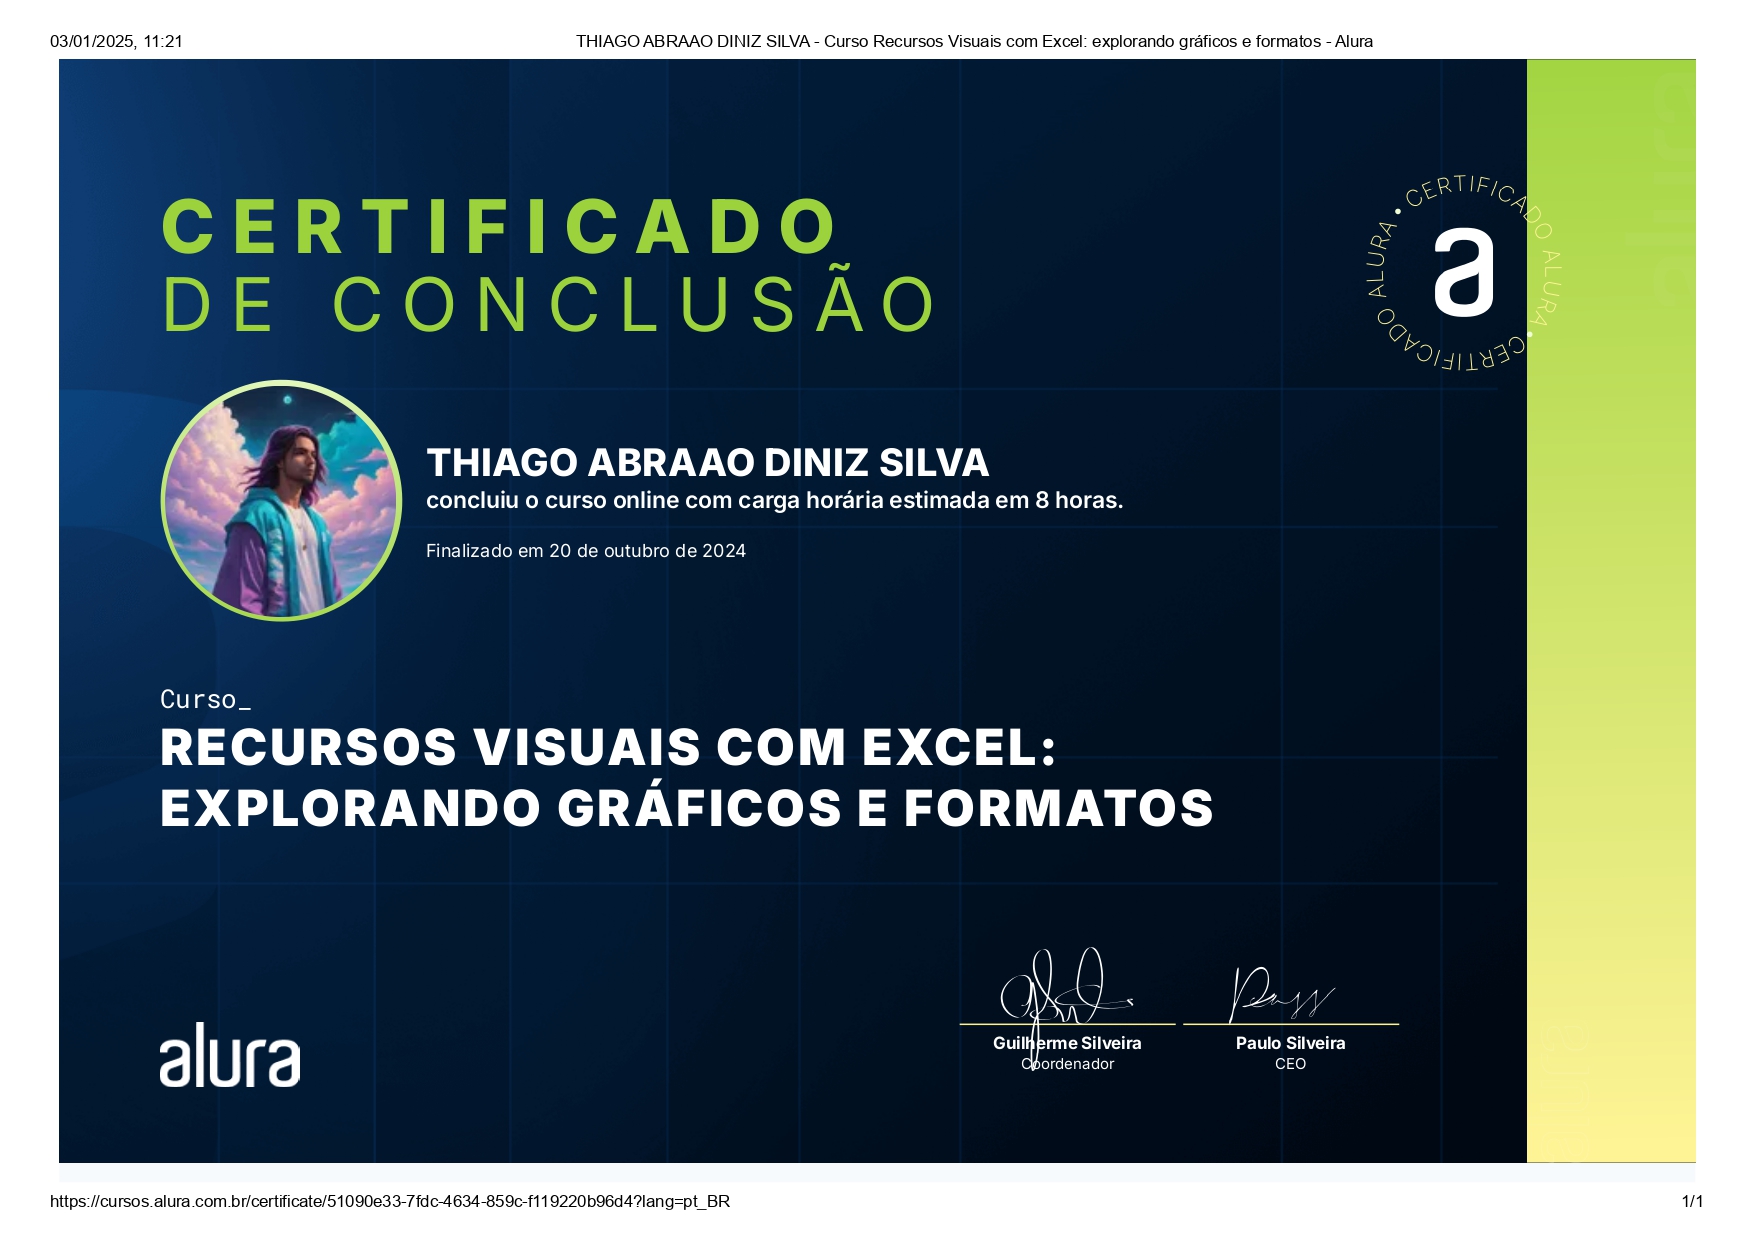 03/01/2025, 11:21
THIAGO ABRAAO DINIZ SILVA - Curso Recursos Visuais com Excel: explorando gráficos e formatos - Alura
CERTIFICADO
DE CONCLUSÃO
• CERTIFICADO ALURA • CERTIFICADO ALURA
a
THIAGO ABRAAO DINIZ SILVA
concluiu o curso online com carga horária estimada em 8 horas.
Finalizado em 20 de outubro de 2024
Curso_
RECURSOS VISUAIS COM EXCEL:
EXPLORANDO GRÁFICOS E FORMATOS
Guilherme Silveira
Coordenador
Paulo Silveira
CEO
alura
https://cursos.alura.com.br/certificate/51090e33-7fdc-4634-859c-f119220b96d4?lang=pt_BR
1/1